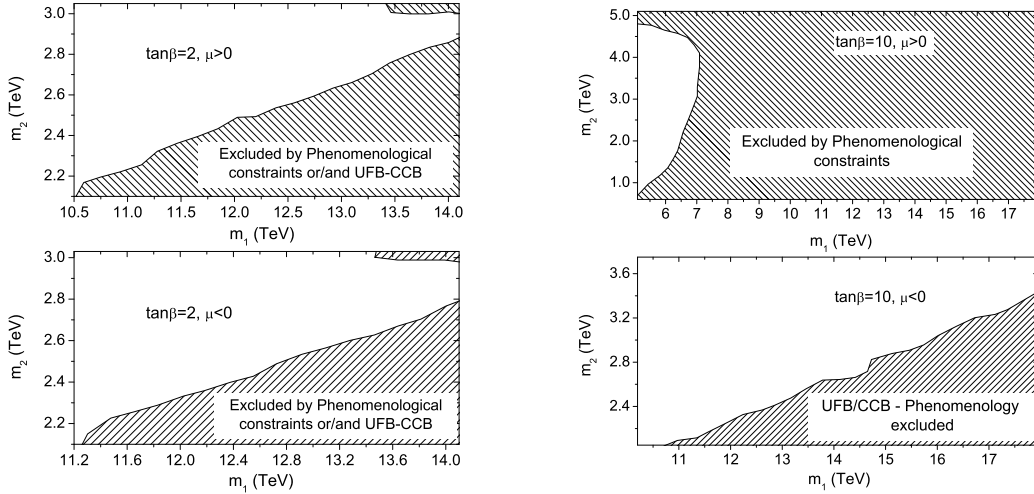 3.0
2.8
2.6
2.4
2.2
m₂ (TeV)
tanβ=2, μ>0
Excluded by Phenomenological
constraints or/and UFB-CCB
10.5 11.0 11.5 12.0 12.5 13.0 13.5 14.0
m₁ (TeV)
5.0
4.0
3.0
2.0
1.0
m₂ (TeV)
tanβ=10, μ>0
Excluded by Phenomenological
constraints
6 7 8 9 10 11 12 13 14 15 16 17
m₁ (TeV)
3.0
2.8
2.6
2.4
2.2
m₂ (TeV)
tanβ=2, μ<0
Excluded by Phenomenological
constraints or/and UFB-CCB
11.2 11.6 12.0 12.4 12.8 13.2 13.6 14.0
m₁ (TeV)
3.6
3.2
2.8
2.4
m₂ (TeV)
tanβ=10, μ<0
UFB/CCB - Phenomenology
excluded
11 12 13 14 15 16 17
m₁ (TeV)